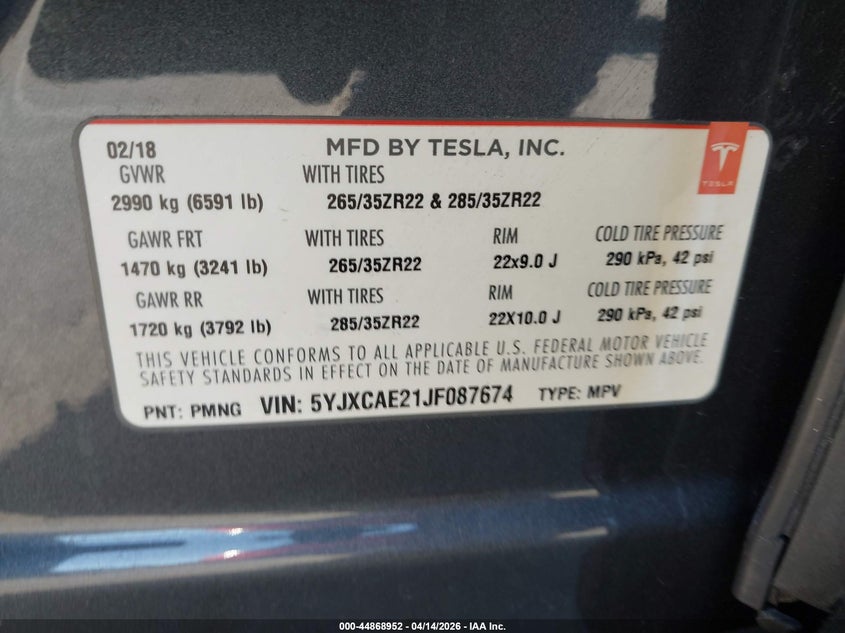 02/18 MFD BY TESLA, INC.
GVWR WITH TIRES
2990 kg (6591 lb) 265/35ZR22 & 285/35ZR22
TESLA
GAWR FRT WITH TIRES RIM COLD TIRE PRESSURE
1470 kg (3241 lb) 265/35ZR22 22x9.0 J 290 kPa, 42 psi
GAWR RR WITH TIRES RIM COLD TIRE PRESSURE
1720 kg (3792 lb) 285/35ZR22 22X10.0 J 290 kPa, 42 psi
THIS VEHICLE CONFORMS TO ALL APPLICABLE U.S. FEDERAL MOTOR VEHICLE
SAFETY STANDARDS IN EFFECT ON THE DATE OF MANUFACTURE SHOWN ABOVE.
PNT: PMNG VIN: 5YJXCAE21JF087674 TYPE: MPV
000-44868952 | 04/14/2026 - IAA Inc.